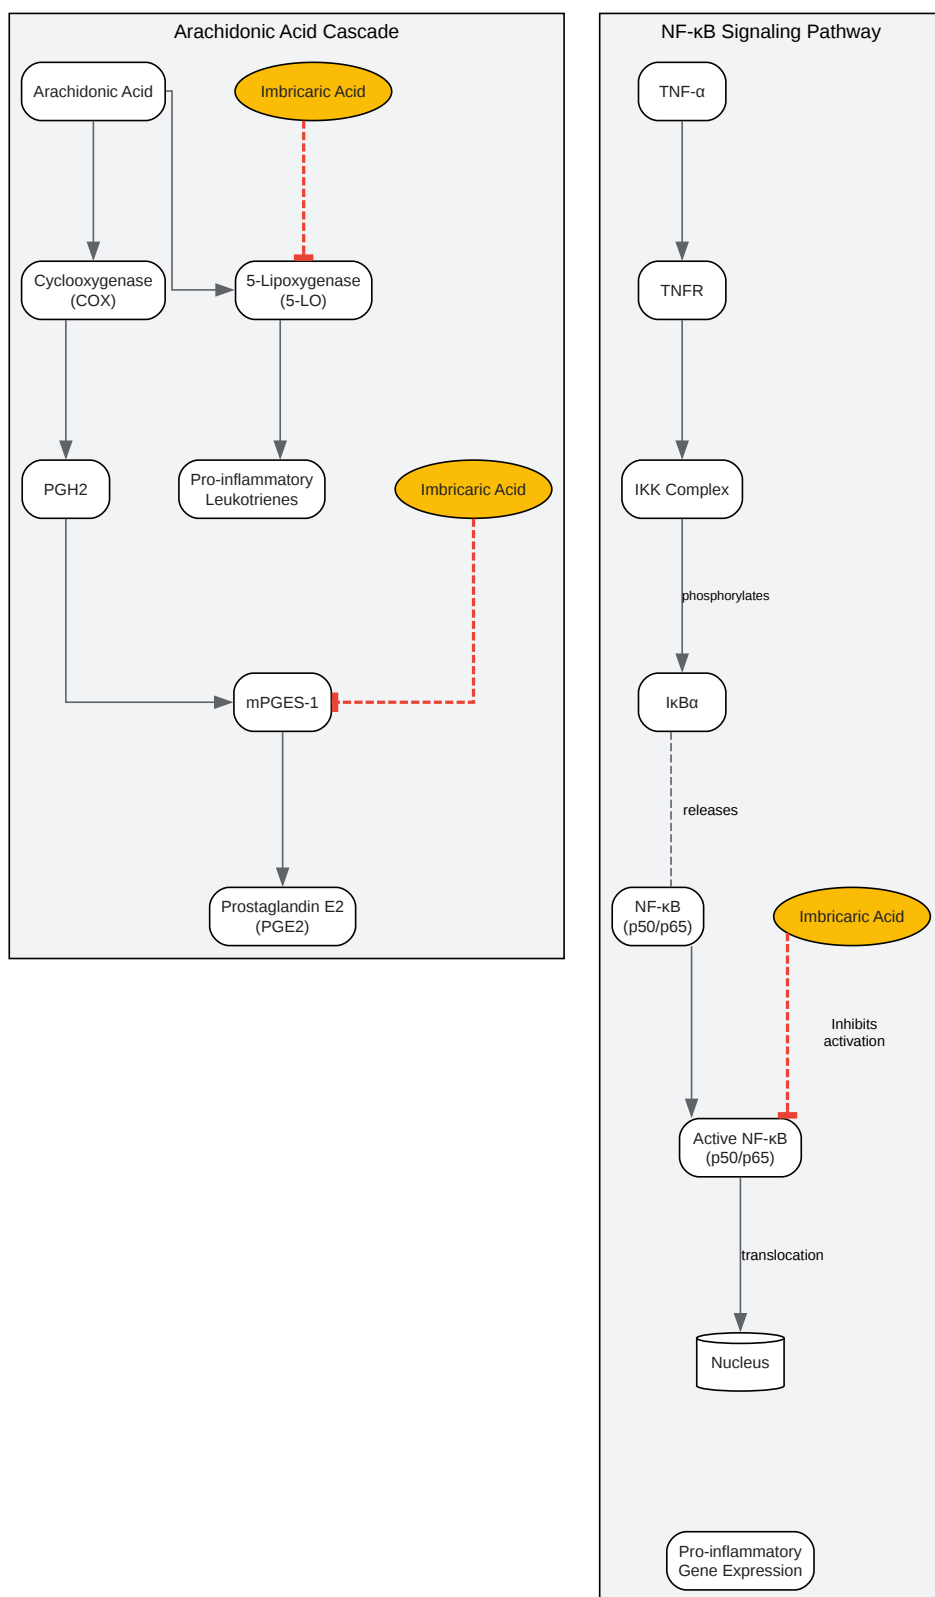 Arachidonic Acid Cascade
Arachidonic Acid
Imbricaric Acid
Cyclooxygenase
(COX)
5-Lipoxygenase
(5-LO)
PGH2
Pro-inflammatory
Leukotrienes
Imbricaric Acid
mPGES-1
Prostaglandin E2
(PGE2)
NF-κB Signaling Pathway
TNF-α
TNFR
IKK Complex
phosphorylates
IκBα
releases
NF-κB
(p50/p65)
Imbricaric Acid
Inhibits
activation
Active NF-κB
(p50/p65)
translocation
Nucleus
Pro-inflammatory
Gene Expression